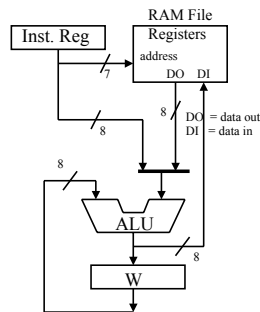 RAM File
Inst. Reg
Registers
address
7
DO DI
8
8
DO = data out
DI = data in
8
ALU
8
W